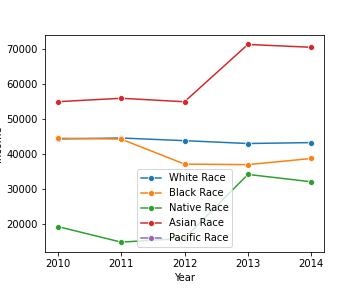 70000
60000
50000
40000
30000
20000
White Race
Black Race
Native Race
Asian Race
Pacific Race
2010 2011 2012 2013 2014
Year